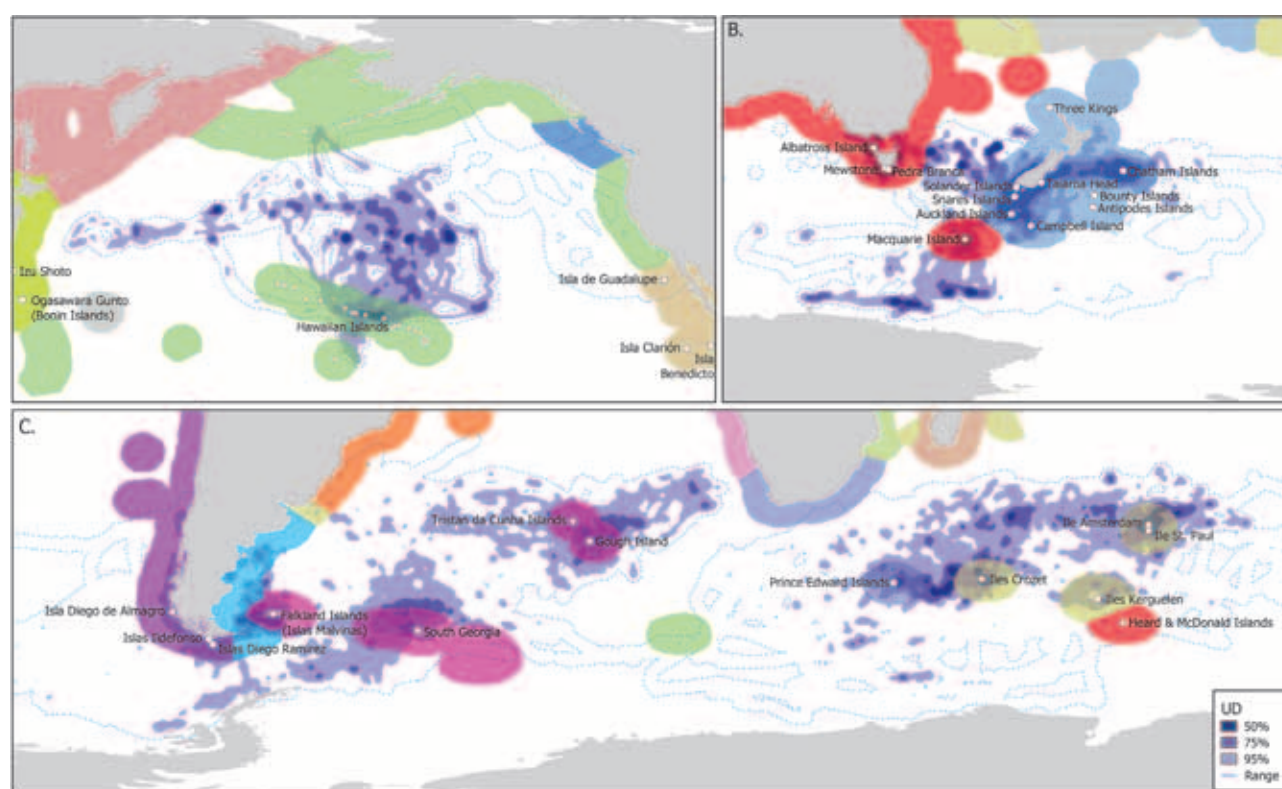 Izu Shoto
Ogasawara Gunto
(Bonin Islands)
Hawaiian Islands
Isla de Guadalupe
Isla Clarión
Isla
Benedicto
B.
Three Kings
Albatross Island
Mewstone
Pedra Branca
Solander Islands
Taiaroa Head
Chatham Islands
Snares Islands
Bounty Islands
Auckland Islands
Antipodes Islands
Campbell Island
Macquarie Island
C.
Tristan da Cunha Islands
Gough Island
Ile Amsterdam
Ile St. Paul
Prince Edward Islands
Iles Crozet
Iles Kerguelen
Heard & McDonald Islands
Isla Diego de Almagro
Falkland Islands
(Islas Malvinas)
South Georgia
Islas Ildefonso
Islas Diego Ramirez
UD
50%
75%
95%
Range